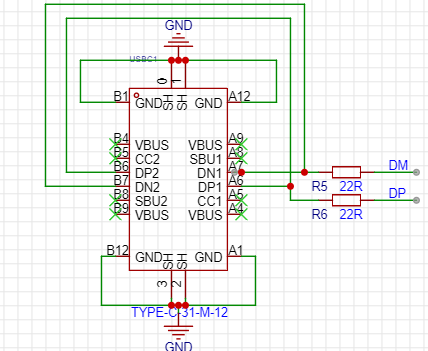 GND
USBC1
0
1
B1
GND
SH
SH
GND
A12
B4
VBUS
VBUS
A9
B5
CC2
SBU1
A8
B6
DP2
DN1
A7
DM
B7
DN2
DP1
A6
R5
22R
DP
B8
SBU2
CC1
A5
R6
22R
B9
VBUS
VBUS
A4
B12
GND
SH
SH
GND
A1
3
2
TYPE-C-31-M-12
GND